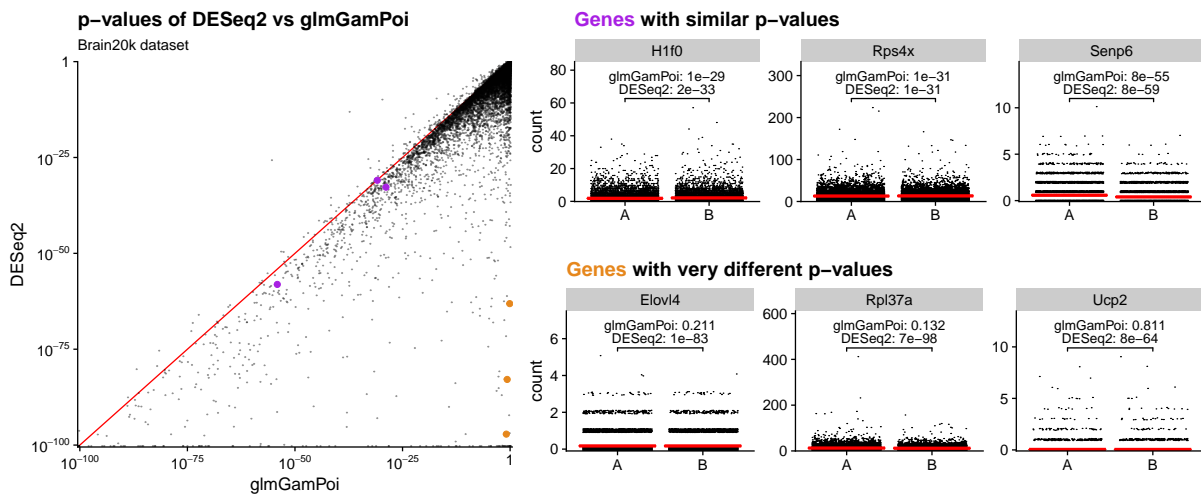 p−values of DESeq2 vs glmGamPoi
Brain20k dataset
1
10−25
10−50
10−75
10−100
DESeq2
10−100
10−75
10−50
10−25
1
glmGamPoi
Genes with similar p−values
H1f0
Rps4x
Senp6
count
80
60
40
20
0
glmGamPoi: 1e−29
DESeq2: 2e−33
A
B
300
200
100
0
glmGamPoi: 1e−31
DESeq2: 1e−31
A
B
10
5
0
glmGamPoi: 8e−55
DESeq2: 8e−59
A
B
Genes with very different p−values
Elovl4
Rpl37a
Ucp2
count
6
4
2
0
glmGamPoi: 0.211
DESeq2: 1e−83
A
B
600
400
200
0
glmGamPoi: 0.132
DESeq2: 7e−98
A
B
10
5
0
glmGamPoi: 0.811
DESeq2: 8e−64
A
B